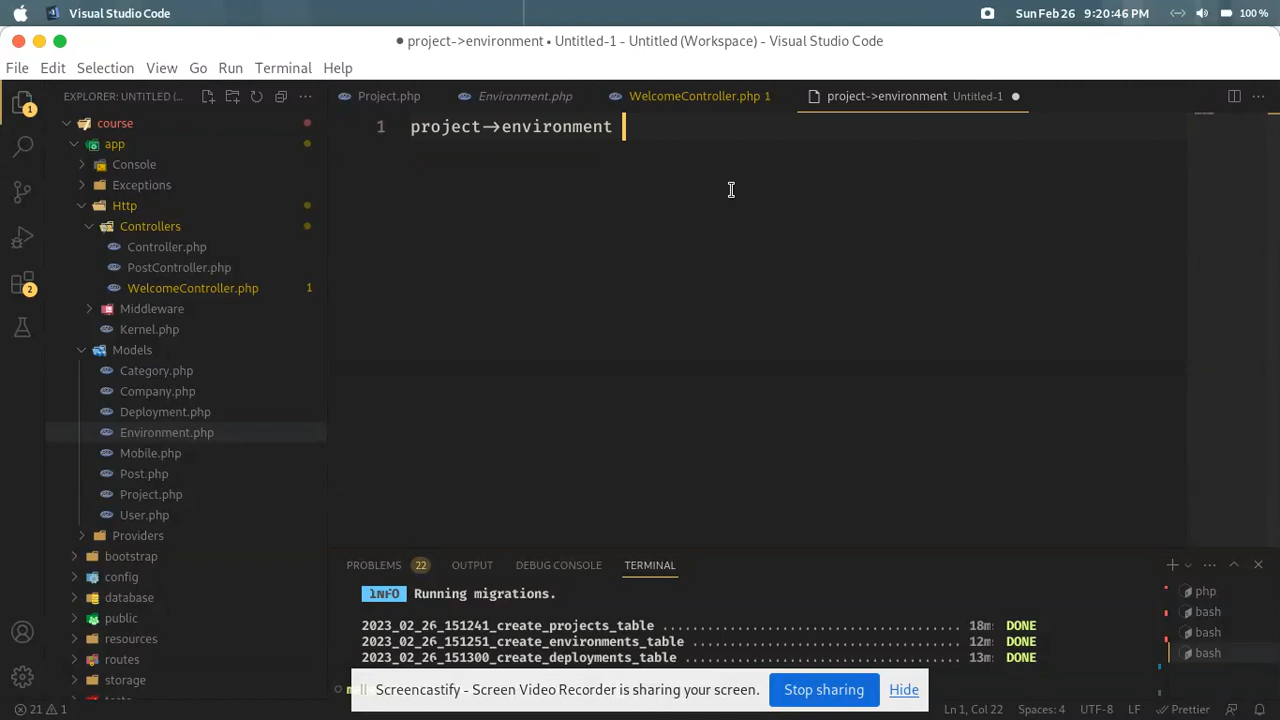 Visual Studio Code
Sun Feb 26 9:20:46 PM
100 %
● project->environment • Untitled-1 - Untitled (Workspace) - Visual Studio Code
File Edit Selection View Go Run Terminal Help
EXPLORER: UNTITLED (...
Project.php
Environment.php
WelcomeController.php 1
project->environment Untitled-1
1
1 project->environment
course
app
Console
Exceptions
Http
Controllers
Controller.php
PostController.php
WelcomeController.php 1
2
Middleware
Kernel.php
Models
Category.php
Company.php
Deployment.php
Environment.php
Mobile.php
Post.php
Project.php
User.php
Providers
bootstrap
config
database
public
resources
routes
storage
PROBLEMS 22 OUTPUT DEBUG CONSOLE TERMINAL
INFO Running migrations.
2023_02_26_151241_create_projects_table ...................................... 18ms DONE
2023_02_26_151251_create_environments_table .................................. 12ms DONE
2023_02_26_151300_create_deployments_table ................................... 13ms DONE
php
bash
bash
bash
Screencastify - Screen Video Recorder is sharing your screen. Stop sharing Hide
21 1
Ln 1, Col 22 Spaces: 4 UTF-8 LF Prettier